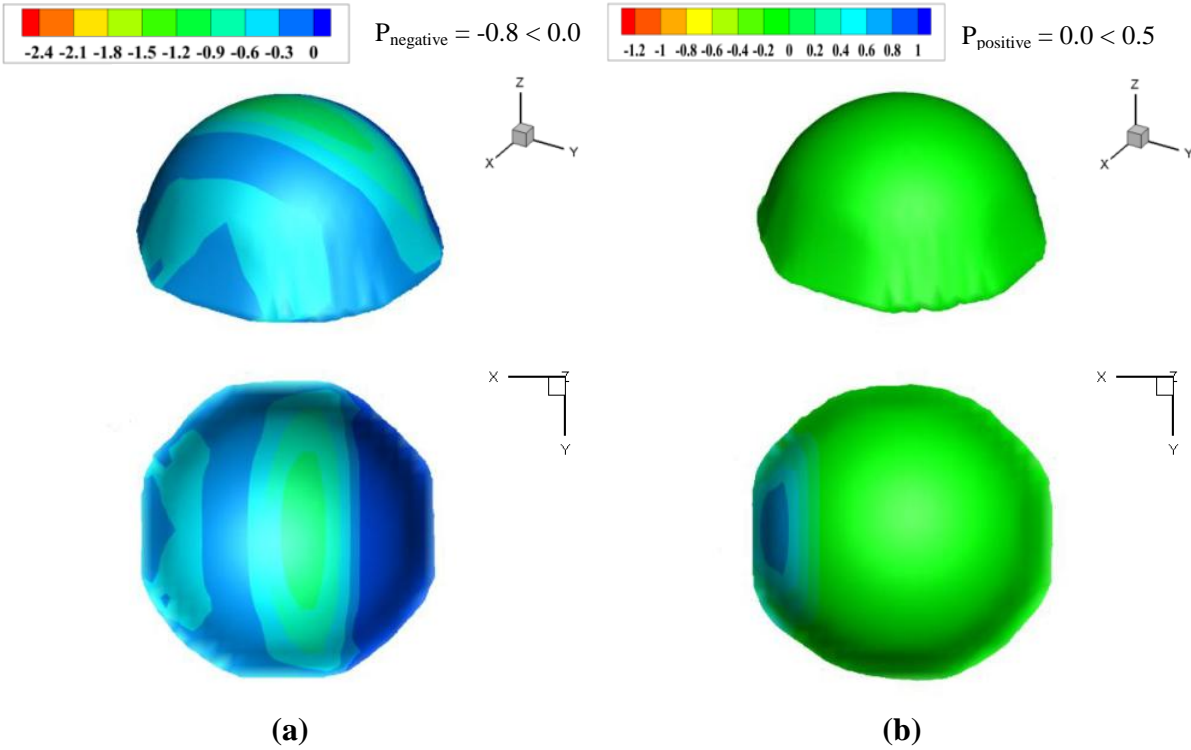 -2.4 -2.1 -1.8 -1.5 -1.2 -0.9 -0.6 -0.3 0
Pnegative = -0.8 < 0.0
-1.2 -1 -0.8 -0.6 -0.4 -0.2 0 0.2 0.4 0.6 0.8 1
Ppositive = 0.0 < 0.5
Z
X
Y
Z
X
Y
X
Z
Y
X
Z
Y
(a)
(b)